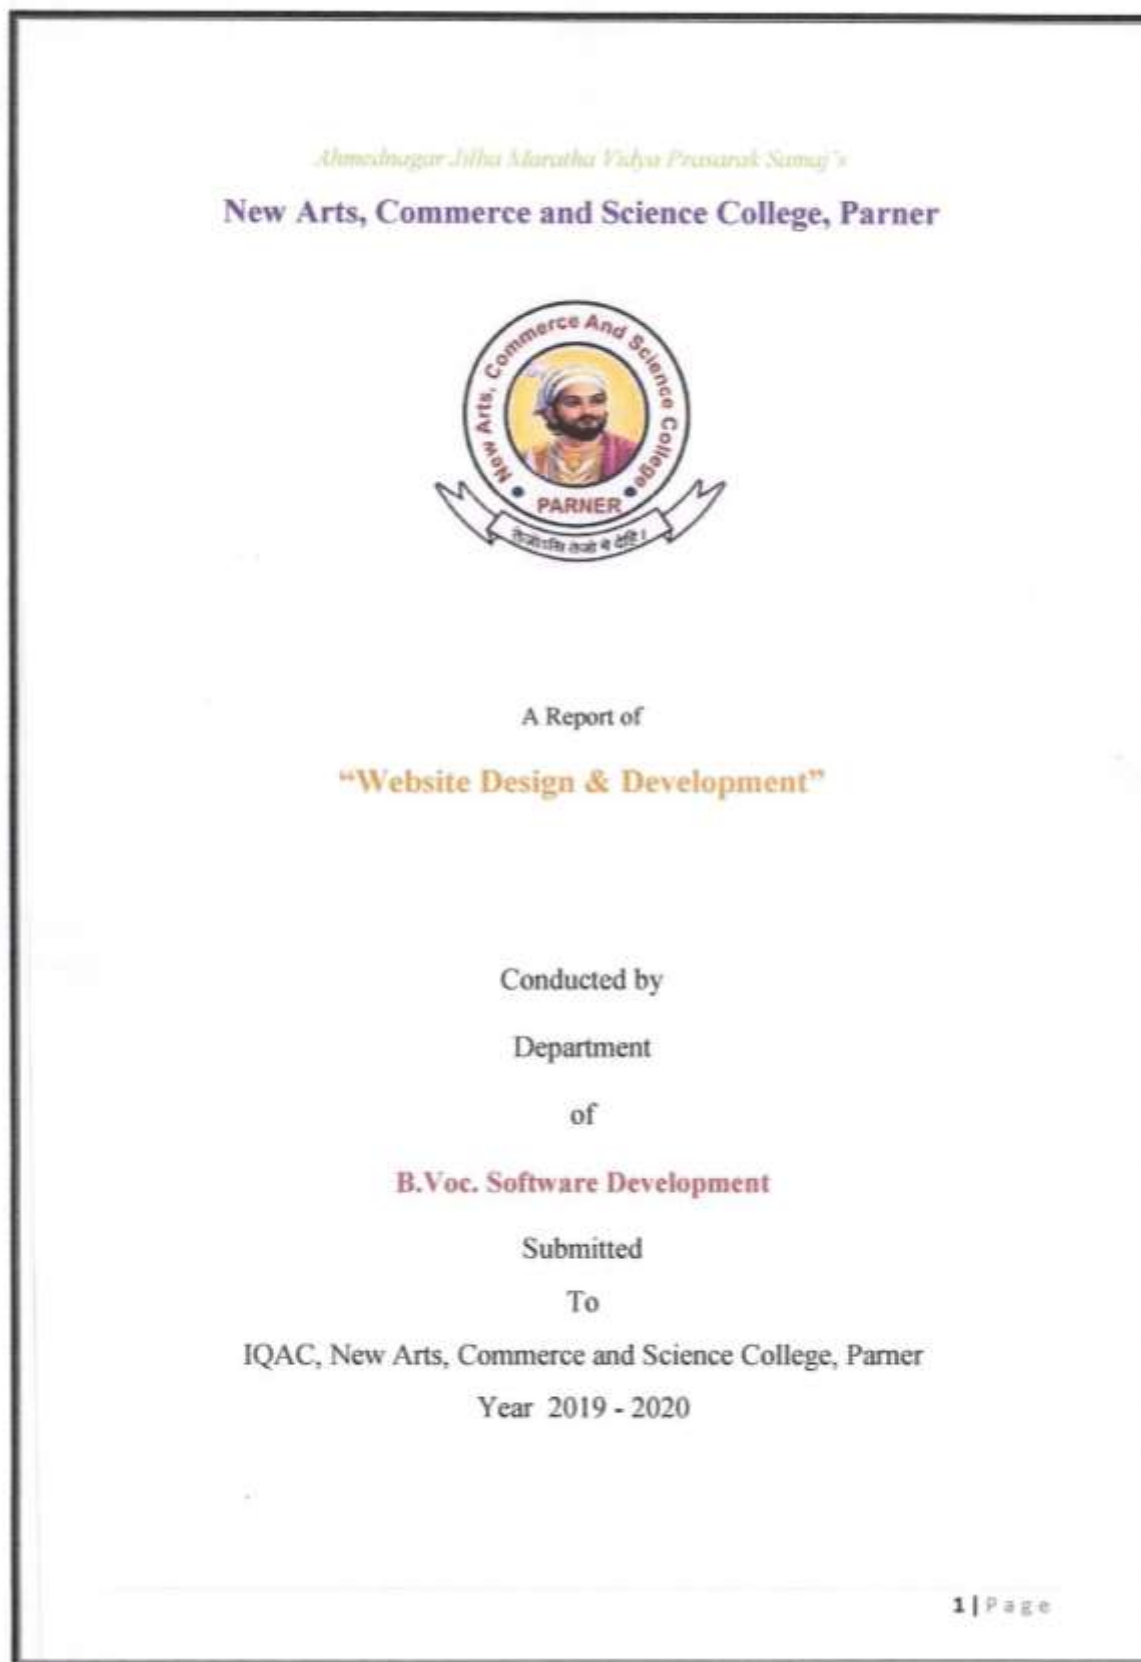 Ahmednagar Jilha Maratha Vidya Prasarak Samaj's
New Arts, Commerce and Science College, Parner
New Arts, Commerce And Science College
PARNER
तेजोऽसि तेजो मे देहि।
A Report of
“Website Design & Development”
Conducted by
Department
of
B.Voc. Software Development
Submitted
To
IQAC, New Arts, Commerce and Science College, Parner
Year 2019 - 2020
1 | Page